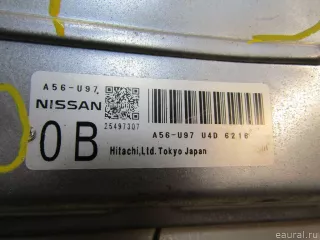 A56-U97
NISSAN
25497307
A56-U97 U4D 6216
0B
Hitachi,Ltd.Tokyo Japan
© eaural.ru